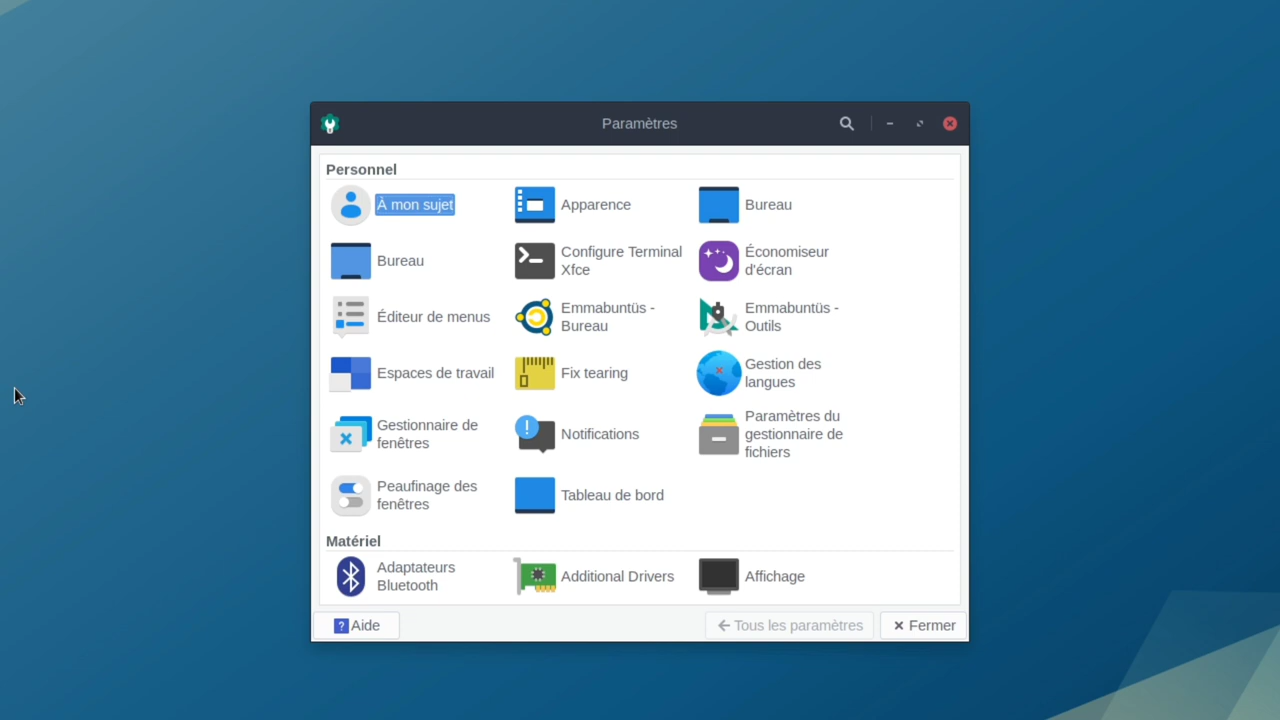 Paramètres
Personnel
À mon sujet
Apparence
Bureau
Bureau
Configure Terminal
Xfce
Économiseur
d'écran
Éditeur de menus
Emmabuntüs -
Bureau
Emmabuntüs -
Outils
Espaces de travail
Fix tearing
Gestion des
langues
Gestionnaire de
fenêtres
Notifications
Paramètres du
gestionnaire de
fichiers
Peaufinage des
fenêtres
Tableau de bord
Matériel
Adaptateurs
Bluetooth
Additional Drivers
Affichage
? Aide
Tous les paramètres
Fermer